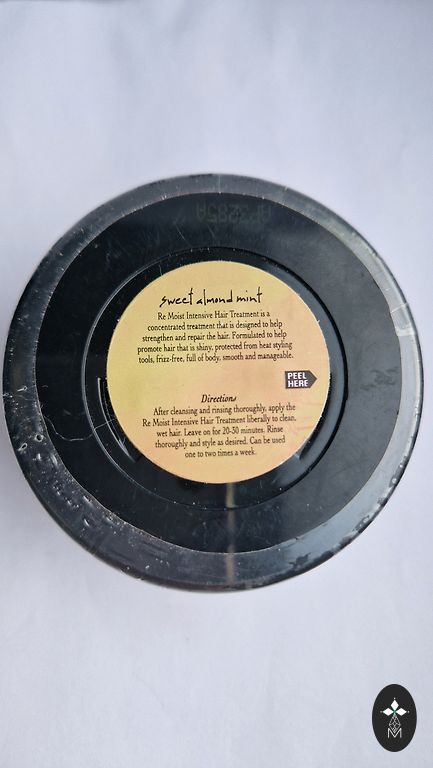 AP3285A
sweet almond mint
Re Moist Intensive Hair Treatment is a
concentrated treatment that is designed to help
strengthen and repair the hair. Formulated to help
promote hair that is shiny, protected from heat styling
tools, frizz-free, full of body, smooth and manageable.
PEEL
HERE
Directions
After cleansing and rinsing thoroughly, apply the
Re Moist Intensive Hair Treatment liberally to clean,
wet hair. Leave on for 20-30 minutes. Rinse
thoroughly and style as desired. Can be used
one to two times a week.
M